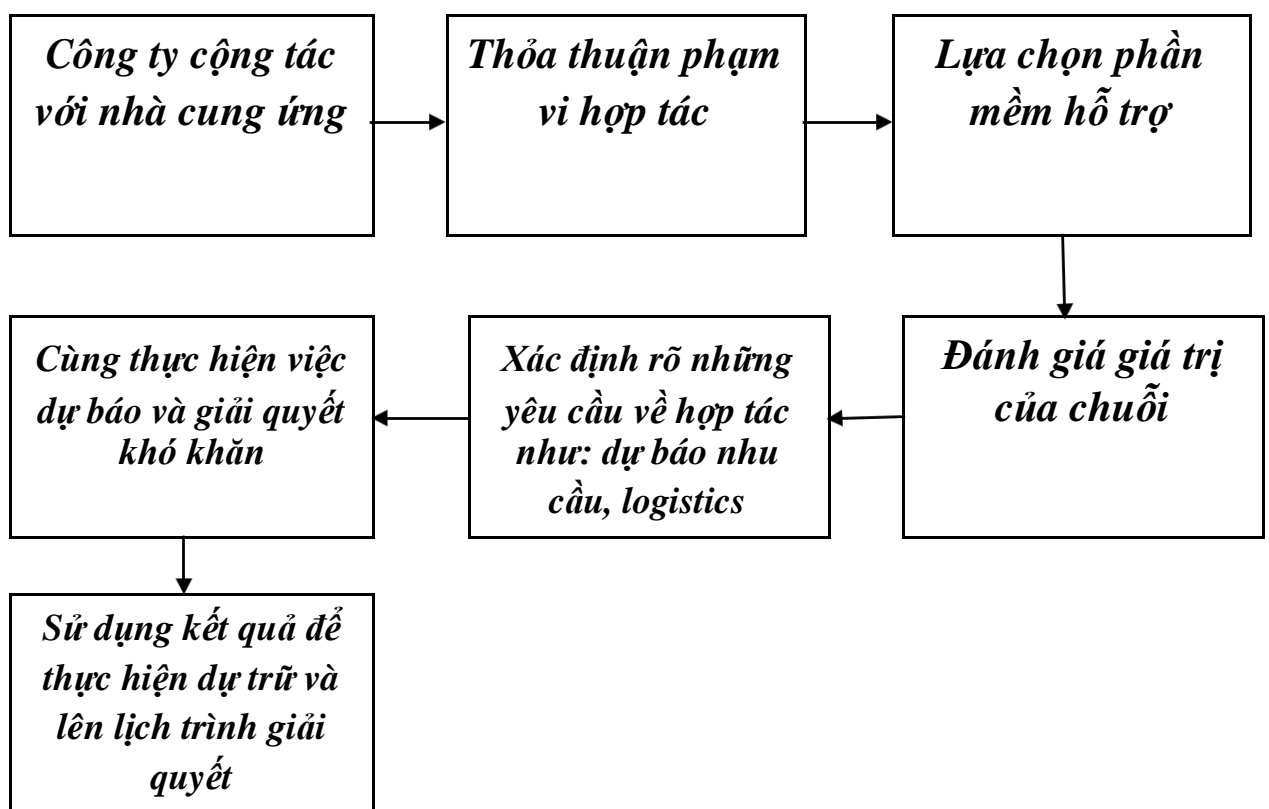 Công ty cộng tác
với nhà cung ứng
Thỏa thuận phạm
vi hợp tác
Lựa chọn phần
mềm hỗ trợ
Đánh giá giá trị
của chuỗi
Xác định rõ những
yêu cầu về hợp tác
như: dự báo nhu
cầu, logistics
Cùng thực hiện việc
dự báo và giải quyết
khó khăn
Sử dụng kết quả để
thực hiện dự trữ và
lên lịch trình giải
quyết